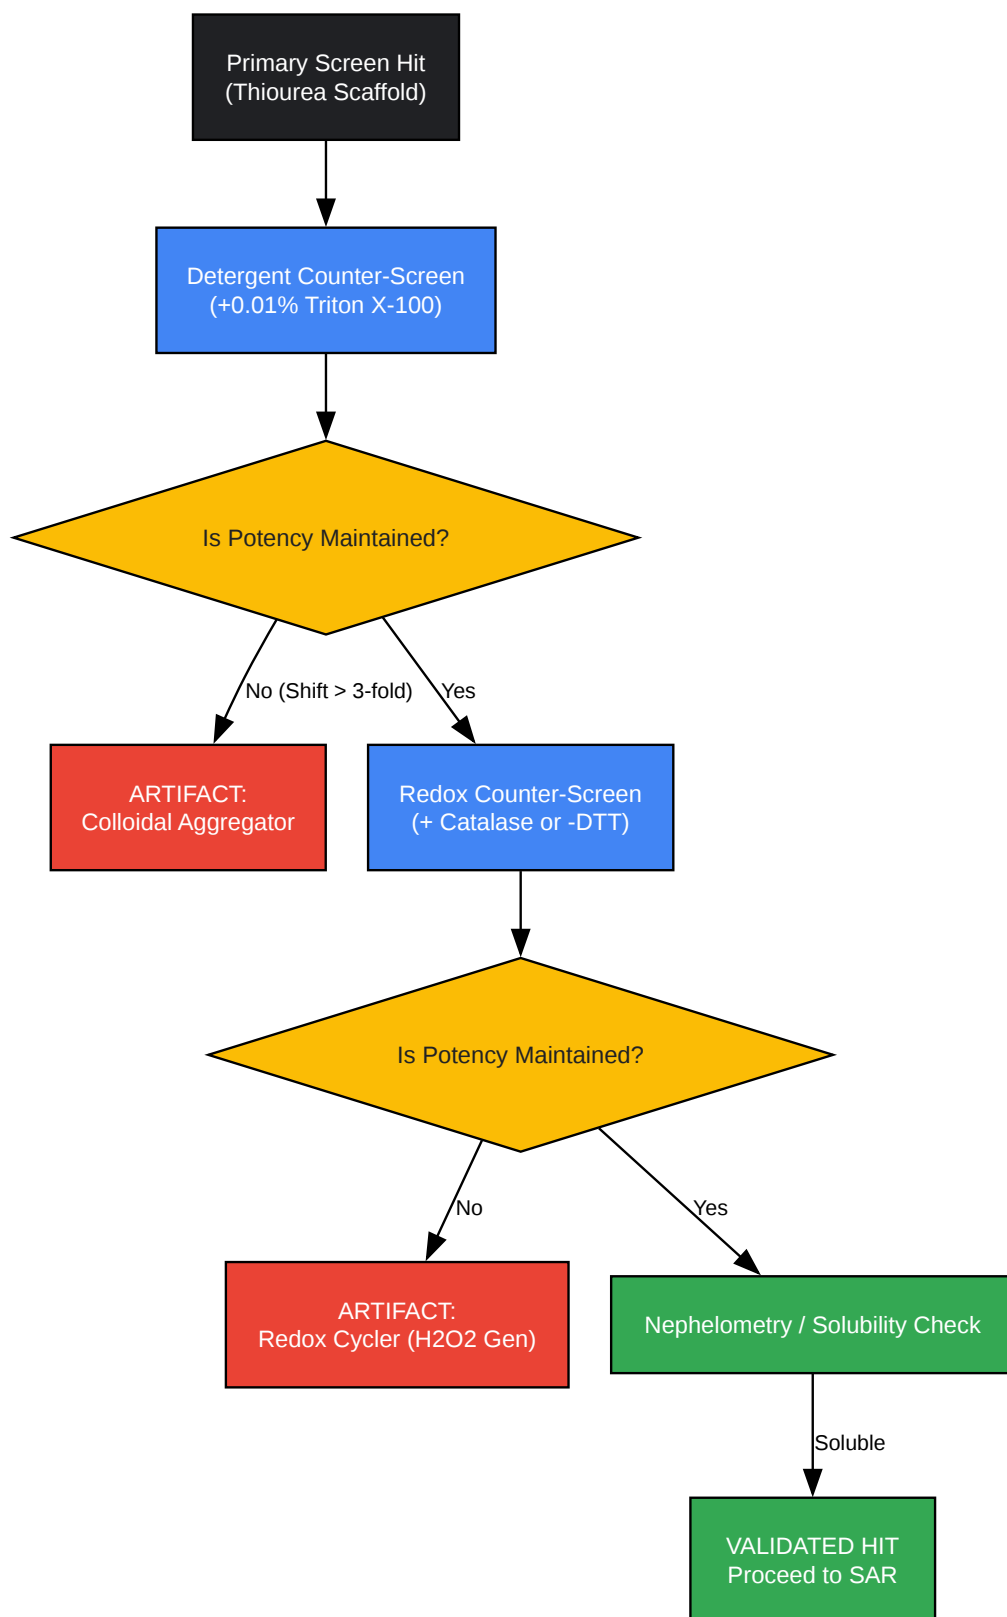 Primary Screen Hit
(Thiourea Scaffold)
Detergent Counter-Screen
(+0.01% Triton X-100)
Is Potency Maintained?
No (Shift > 3-fold)
Yes
ARTIFACT:
Colloidal Aggregator
Redox Counter-Screen
(+ Catalase or -DTT)
Is Potency Maintained?
No
Yes
ARTIFACT:
Redox Cycler (H2O2 Gen)
Nephelometry / Solubility Check
Soluble
VALIDATED HIT
Proceed to SAR